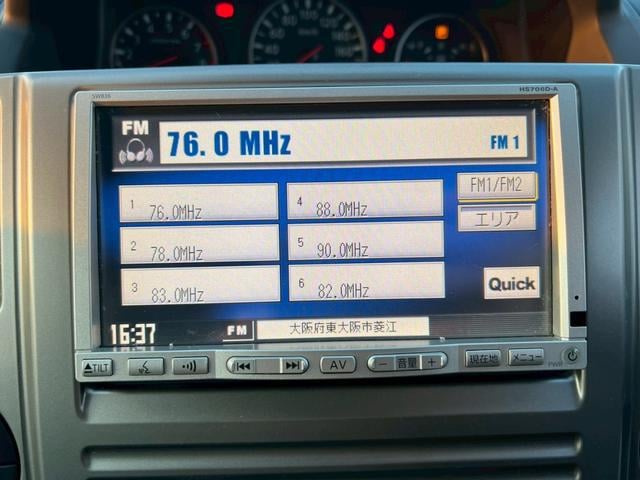 SW836
HS706D-A
FM
76.0 MHz
FM 1
1 76.0MHz
4 88.0MHz
FM1/FM2
2 78.0MHz
5 90.0MHz
エリア
3 83.0MHz
6 82.0MHz
Quick
16:37
FM
大阪府東大阪市菱江
TILT
AV
− 音量 +
現在地
メニュー
PWR